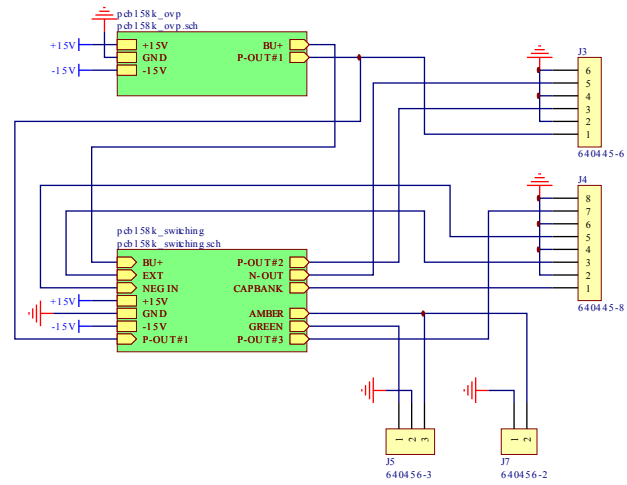 pcb158k_ovp
pcb158k_ovp.sch
+15V
+15V
BU+
GND
P-OUT#1
-15V
-15V
J3
6
5
4
3
2
1
640445-6
J4
8
7
6
5
4
3
2
1
640445-8
pcb158k_switching
pcb158k_switching.sch
BU+
P-OUT#2
EXT
N-OUT
NEG IN
CAPBANK
+15V
+15V
GND
AMBER
-15V
-15V
GREEN
P-OUT#1
P-OUT#3
1
2
3
J5
640456-3
1
2
J7
640456-2